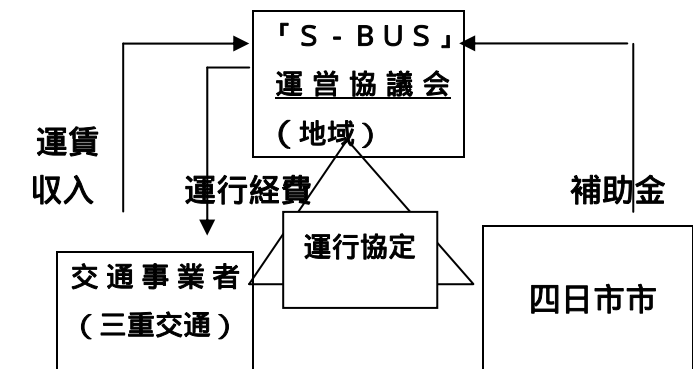 「S-BUS」
運営協議会
(地域)
運賃
収入
運行経費
補助金
運行協定
交通事業者
(三重交通)
四日市市